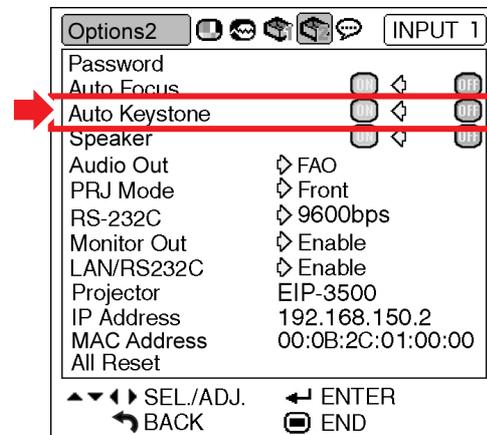 Options2 INPUT 1
Password
Auto Focus ON OFF
Auto Keystone ON OFF
Speaker ON OFF
Audio Out FAO
PRJ Mode Front
RS-232C 9600bps
Monitor Out Enable
LAN/RS232C Enable
Projector EIP-3500
IP Address 192.168.150.2
MAC Address 00:0B:2C:01:00:00
All Reset
SEL./ADJ. ENTER
BACK END